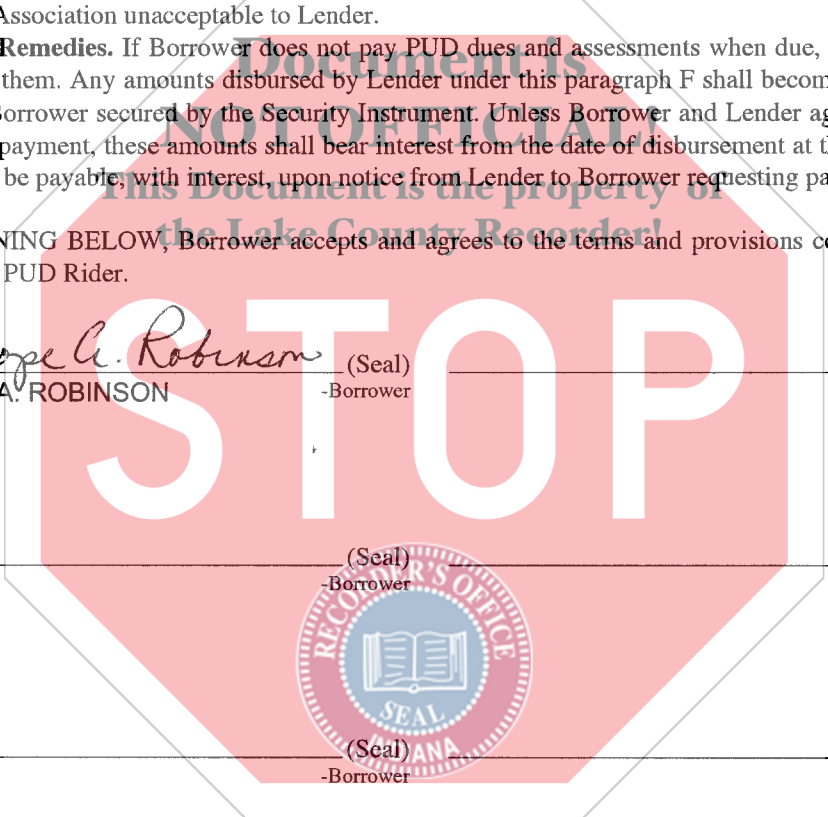 Association unacceptable to Lender.
Remedies. If Borrower does not pay PUD dues and assessments when due,
them. Any amounts disbursed by Lender under this paragraph F shall becom
orrower secured by the Security Instrument. Unless Borrower and Lender ag
payment, these amounts shall bear interest from the date of disbursement at th
be payable, with interest, upon notice from Lender to Borrower requesting pa
Document is
NOT OFFICIAL!
This Document is the property of
the Lake County Recorder!
NING BELOW, Borrower accepts and agrees to the terms and provisions co
PUD Rider.
STOP
A. Robinson (Seal)
A. ROBINSON -Borrower
(Seal)
-Borrower
RECORDER'S OFFICE
SEAL
INDIANA
(Seal)
-Borrower